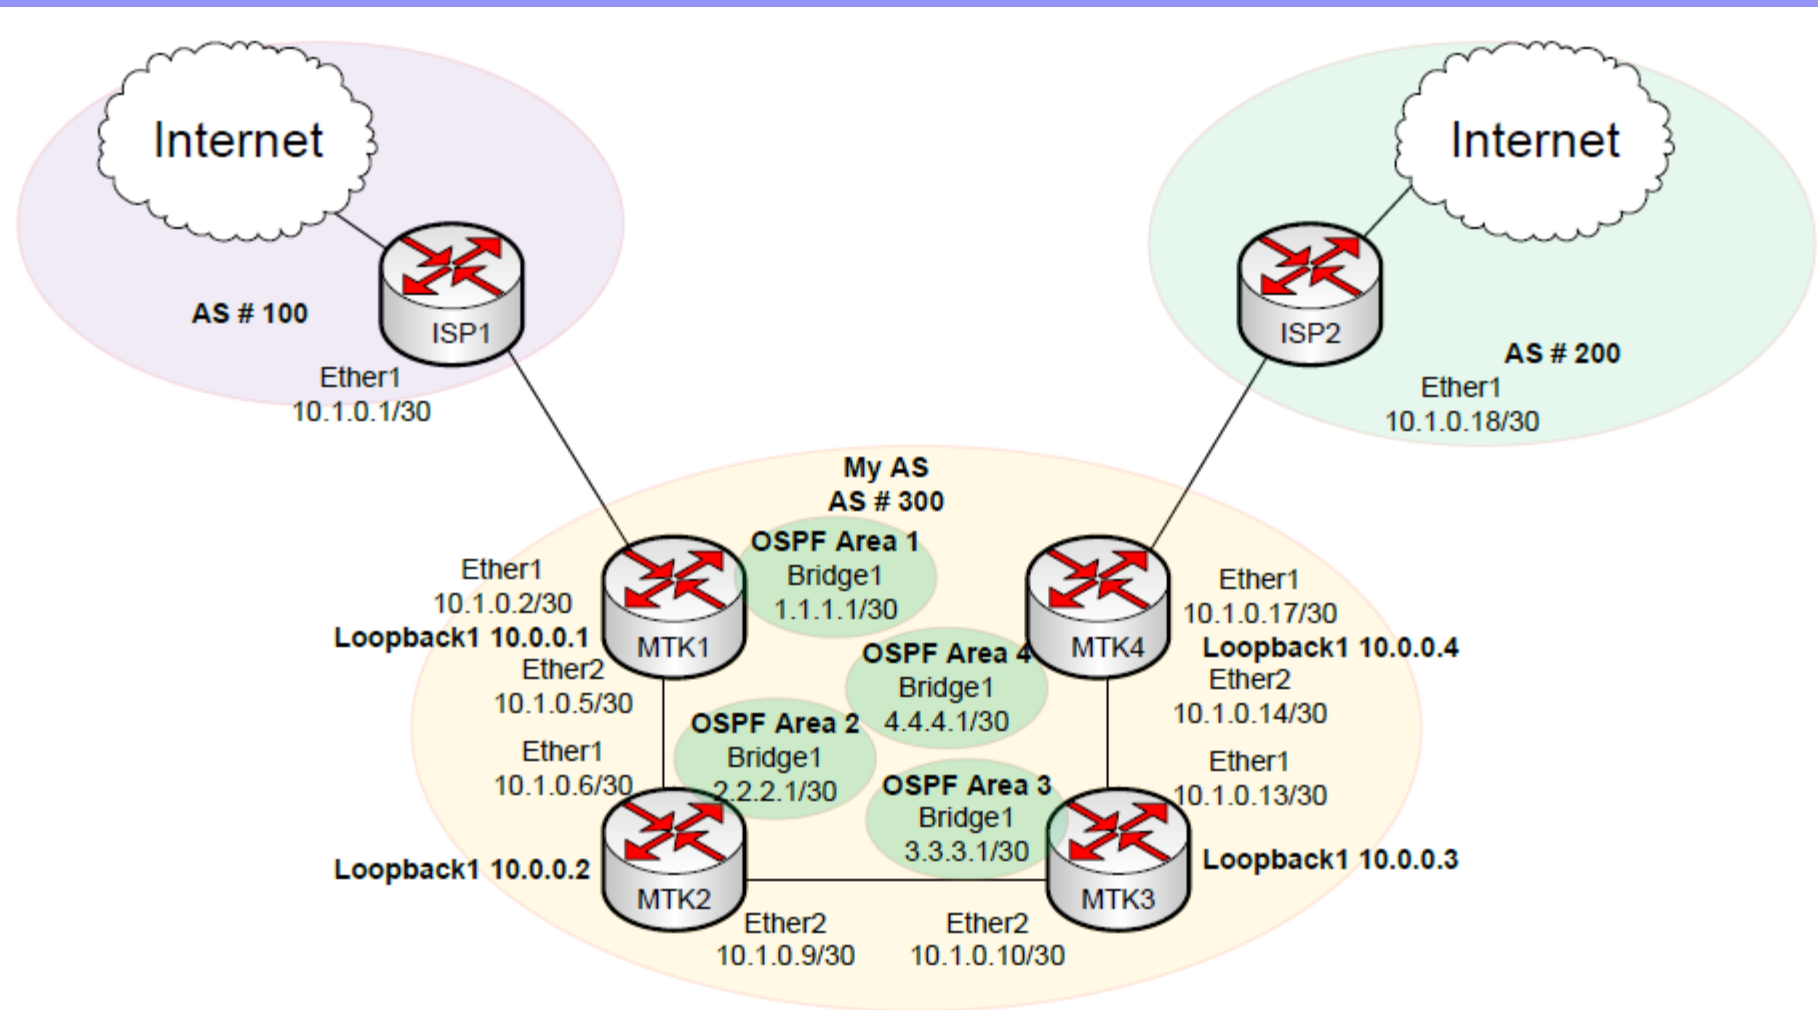 Internet
Internet
AS # 100
ISP1
Ether1
10.1.0.1/30
ISP2
AS # 200
Ether1
10.1.0.18/30
My AS
AS # 300
OSPF Area 1
Bridge1
1.1.1.1/30
Ether1
10.1.0.2/30
Loopback1 10.0.0.1
MTK1
Ether2
10.1.0.5/30
OSPF Area 4
Bridge1
4.4.4.1/30
MTK4
Ether1
10.1.0.17/30
Loopback1 10.0.0.4
Ether2
10.1.0.14/30
OSPF Area 2
Bridge1
2.2.2.1/30
Ether1
10.1.0.6/30
OSPF Area 3
Bridge1
3.3.3.1/30
Ether1
10.1.0.13/30
Loopback1 10.0.0.2
MTK2
Ether2
10.1.0.9/30
Ether2
10.1.0.10/30
MTK3
Loopback1 10.0.0.3